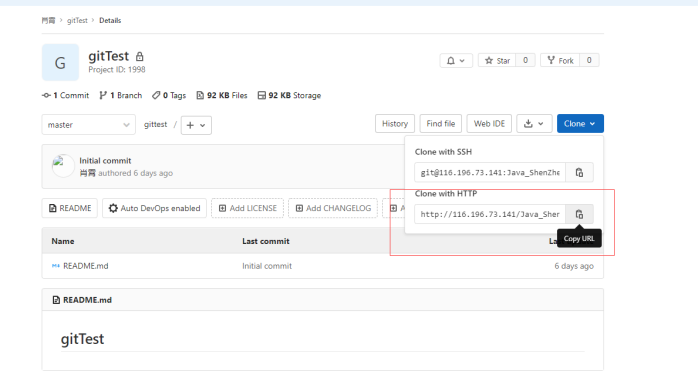 肖霄 > gitTest > Details
G
gitTest
Project ID: 1998
Star 0
Fork 0
1 Commit 1 Branch 0 Tags 92 KB Files 92 KB Storage
master
gittest / +
History Find file Web IDE Clone
Clone with SSH
git@116.196.73.141:Java_ShenZhe
Initial commit
肖霄 authored 6 days ago
Clone with HTTP
http://116.196.73.141/Java_Sher
Copy URL
README Auto DevOps enabled Add LICENSE Add CHANGELOG A
Name Last commit La
README.md Initial commit 6 days ago
README.md
gitTest